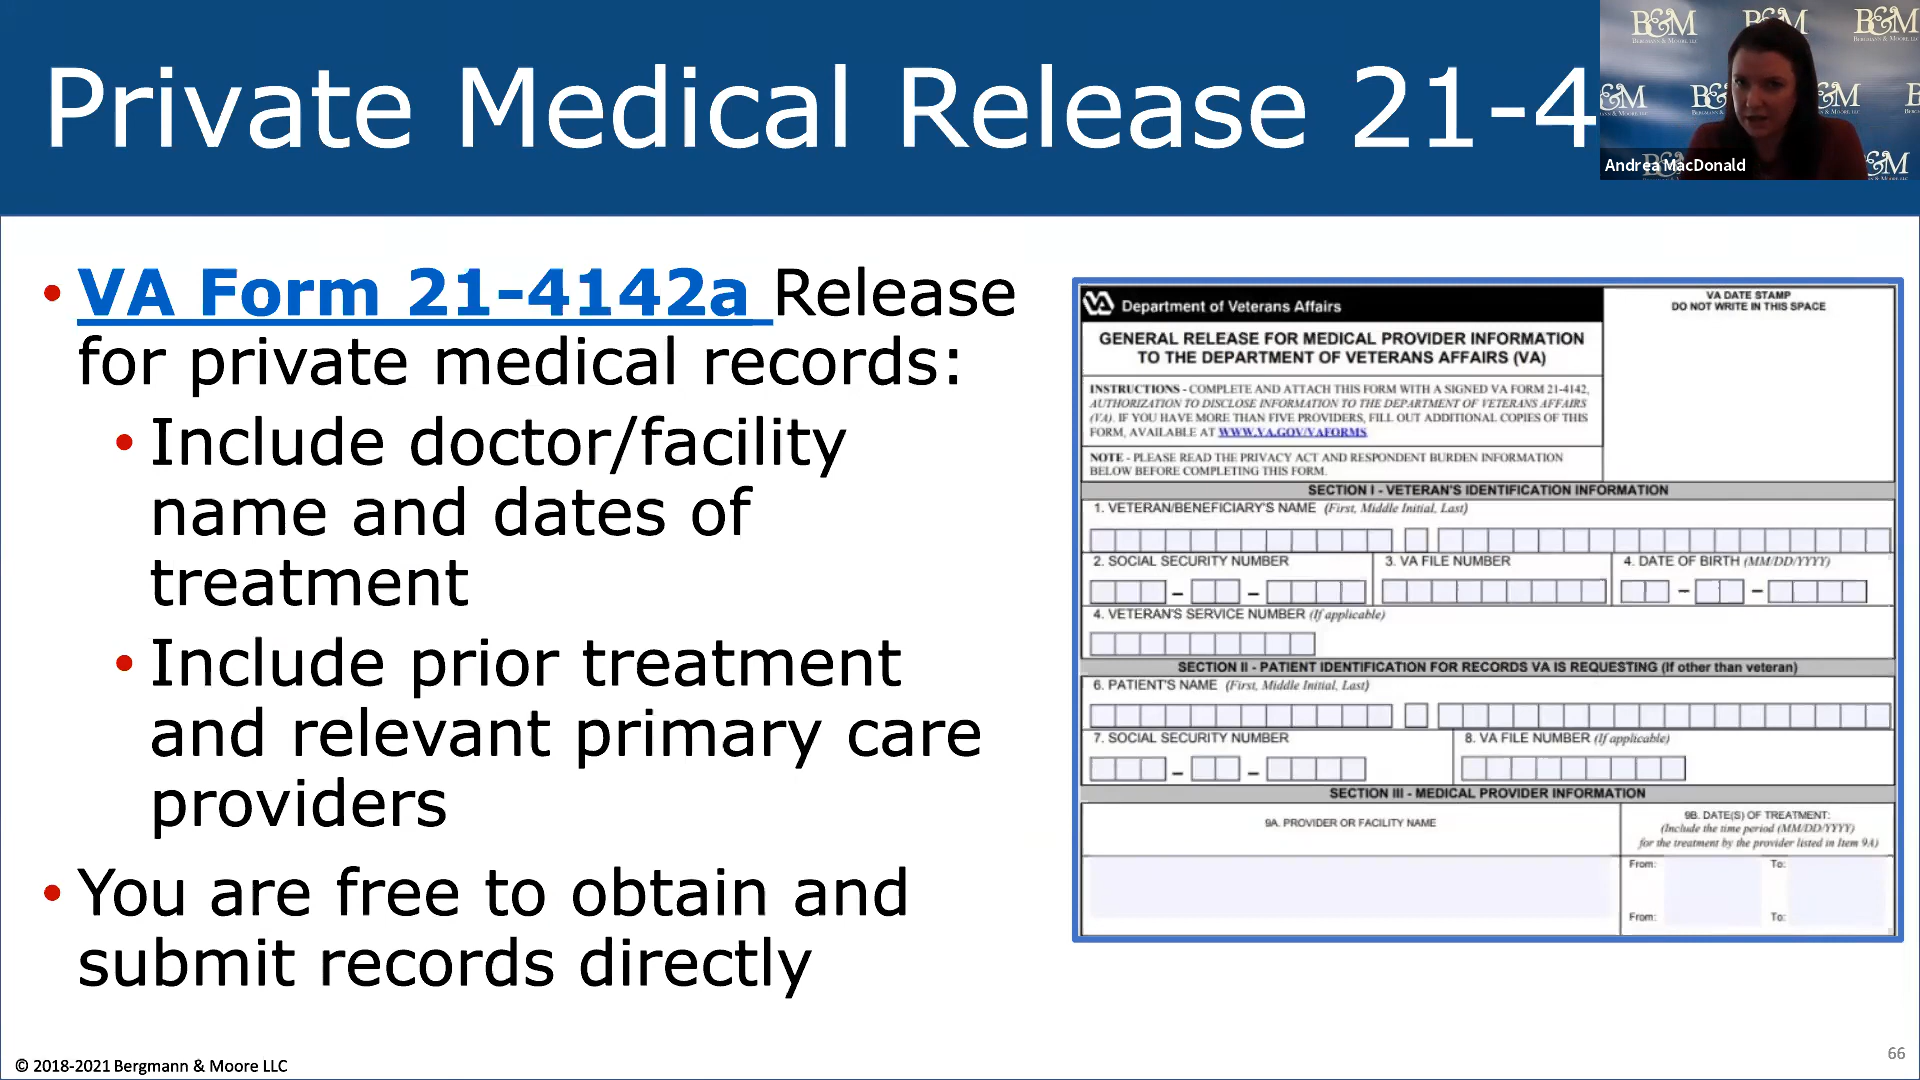 Private Medical Release 21-4
B&M B&M B&M
BERGMANN & MOORE LLC
B&M B& &M B
B&M &M
Andrea MacDonald
• VA Form 21-4142a Release
for private medical records:
• Include doctor/facility
name and dates of
treatment
• Include prior treatment
and relevant primary care
providers
• You are free to obtain and
submit records directly
VA Department of Veterans Affairs
VA DATE STAMP
DO NOT WRITE IN THIS SPACE
GENERAL RELEASE FOR MEDICAL PROVIDER INFORMATION
TO THE DEPARTMENT OF VETERANS AFFAIRS (VA)
INSTRUCTIONS - COMPLETE AND ATTACH THIS FORM WITH A SIGNED VA FORM 21-4142,
AUTHORIZATION TO DISCLOSE INFORMATION TO THE DEPARTMENT OF VETERANS AFFAIRS
(VA). IF YOU HAVE MORE THAN FIVE PROVIDERS, FILL OUT ADDITIONAL COPIES OF THIS
FORM, AVAILABLE AT WWW.VA.GOV/VAFORMS.
NOTE - PLEASE READ THE PRIVACY ACT AND RESPONDENT BURDEN INFORMATION
BELOW BEFORE COMPLETING THIS FORM.
SECTION I - VETERAN'S IDENTIFICATION INFORMATION
1. VETERAN/BENEFICIARY'S NAME (First, Middle Initial, Last)
2. SOCIAL SECURITY NUMBER
3. VA FILE NUMBER
4. DATE OF BIRTH (MM/DD/YYYY)
4. VETERAN'S SERVICE NUMBER (If applicable)
SECTION II - PATIENT IDENTIFICATION FOR RECORDS VA IS REQUESTING (If other than veteran)
6. PATIENT'S NAME (First, Middle Initial, Last)
7. SOCIAL SECURITY NUMBER
8. VA FILE NUMBER (If applicable)
SECTION III - MEDICAL PROVIDER INFORMATION
9A. PROVIDER OR FACILITY NAME
9B. DATE(S) OF TREATMENT:
(Include the time period (MM/DD/YYYY)
for the treatment by the provider listed in Item 9A)
From: To:
From: To:
© 2018-2021 Bergmann & Moore LLC
66